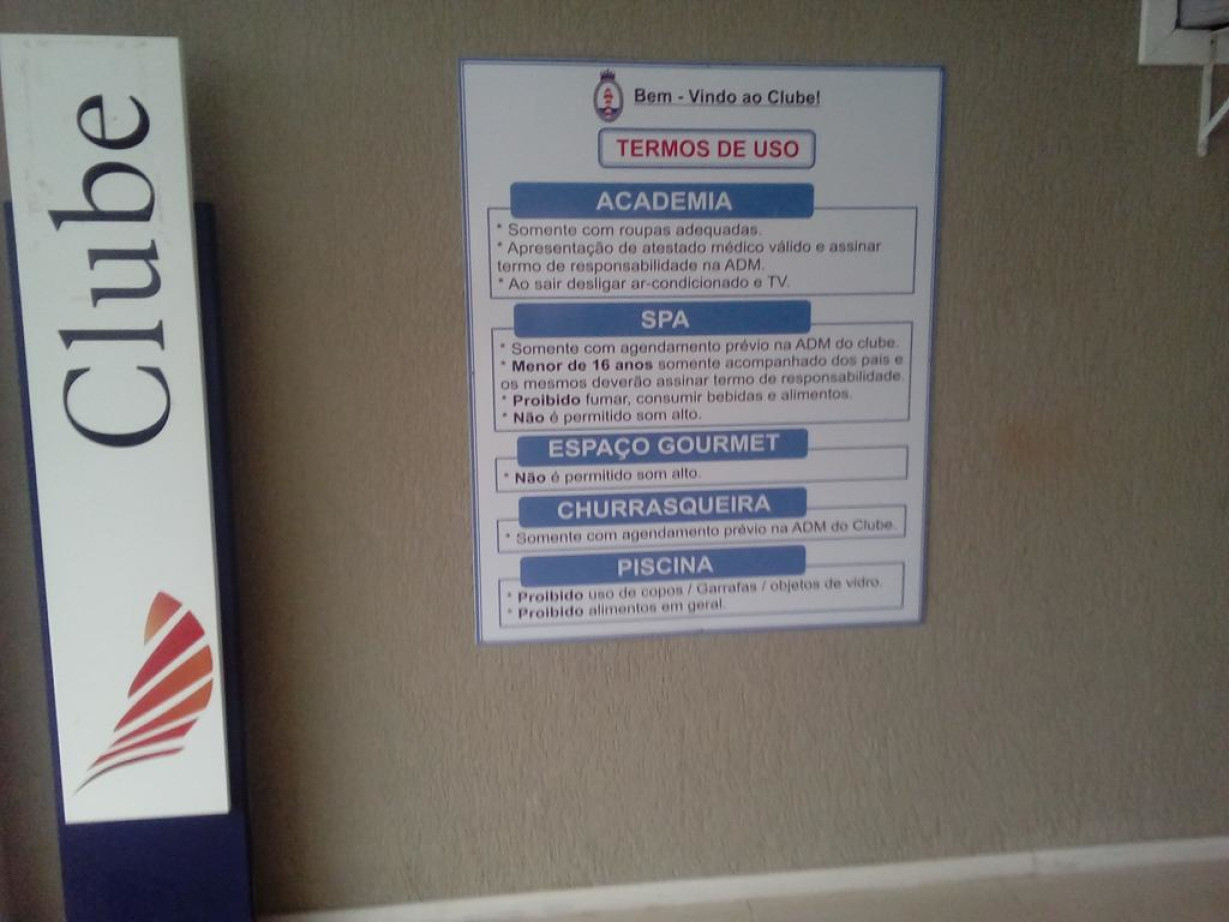 Clube
Bem - Vindo ao Clube!
TERMOS DE USO
ACADEMIA
* Somente com roupas adequadas.
* Apresentação de atestado médico válido e assinar
termo de responsabilidade na ADM.
* Ao sair desligar ar-condicionado e TV.
SPA
* Somente com agendamento prévio na ADM do clube.
* Menor de 16 anos somente acompanhado dos pais e
os mesmos deverão assinar termo de responsabilidade.
* Proibido fumar, consumir bebidas e alimentos.
* Não é permitido som alto.
ESPAÇO GOURMET
* Não é permitido som alto.
CHURRASQUEIRA
* Somente com agendamento prévio na ADM do Clube.
PISCINA
* Proibido uso de copos / Garrafas / objetos de vidro.
* Proibido alimentos em geral.